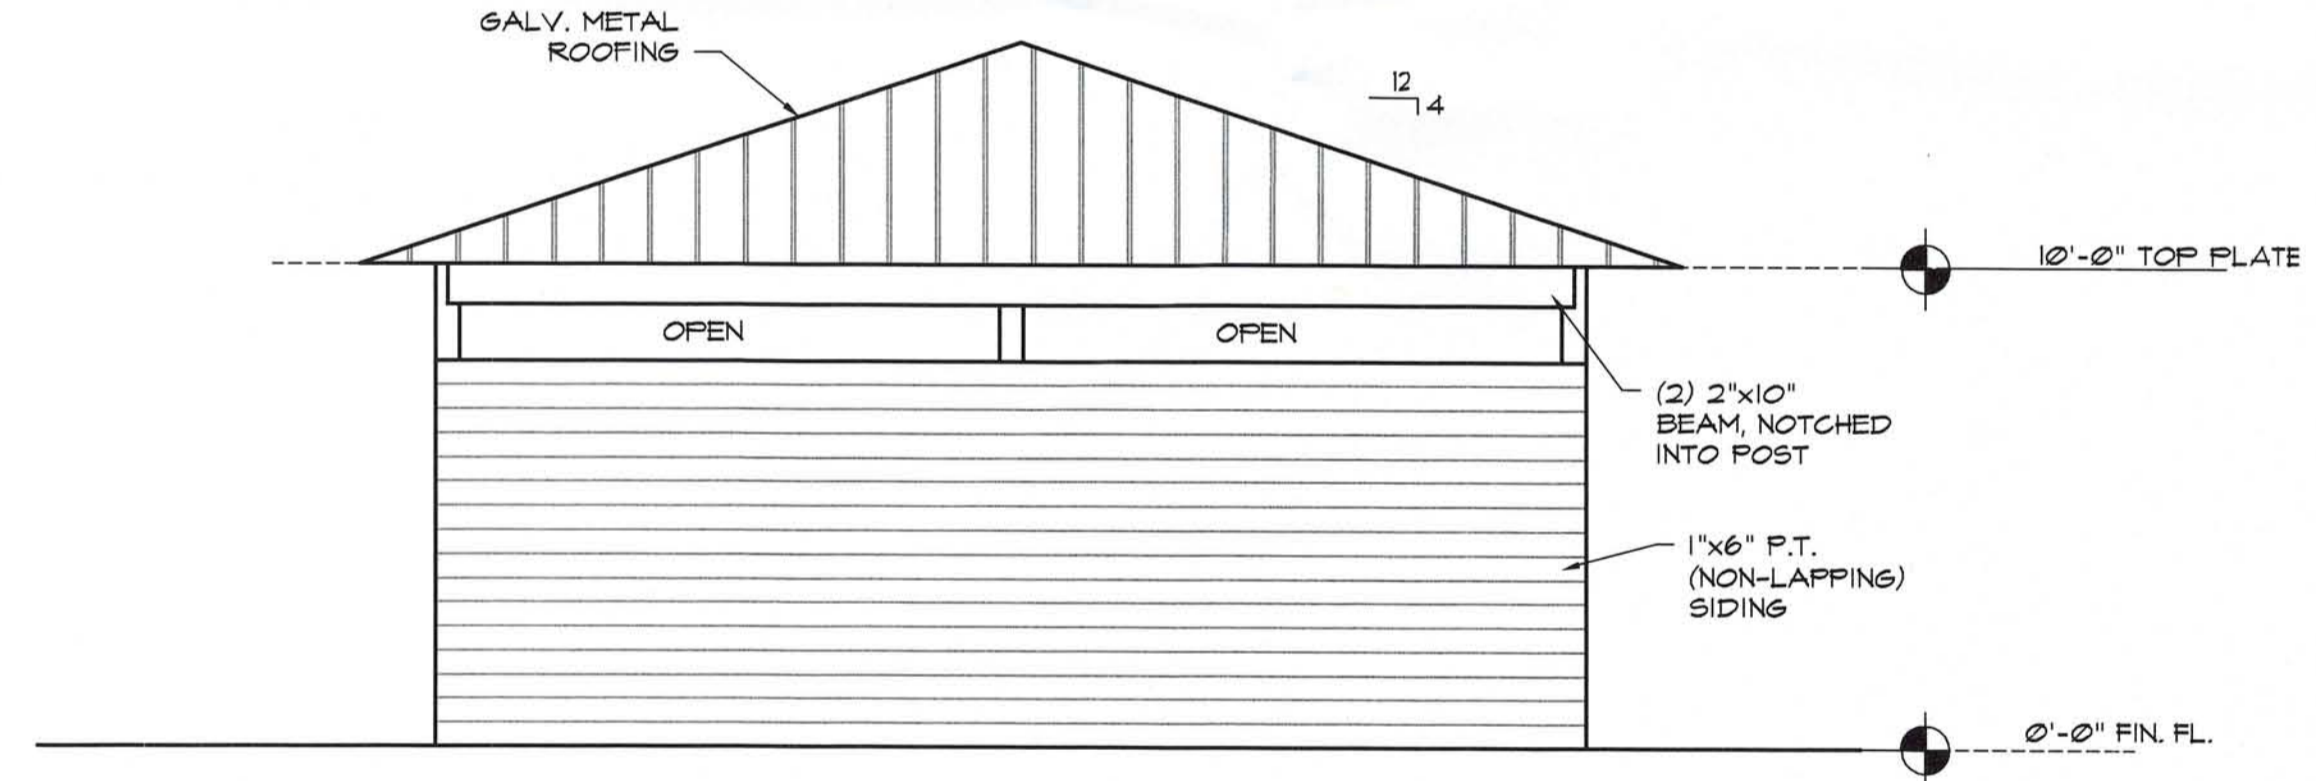 GALV. METAL
ROOFING
12
4
10'-0" TOP PLATE
OPEN
OPEN
(2) 2"x10"
BEAM, NOTCHED
INTO POST
1"x6" P.T.
(NON-LAPPING)
SIDING
0'-0" FIN. FL.